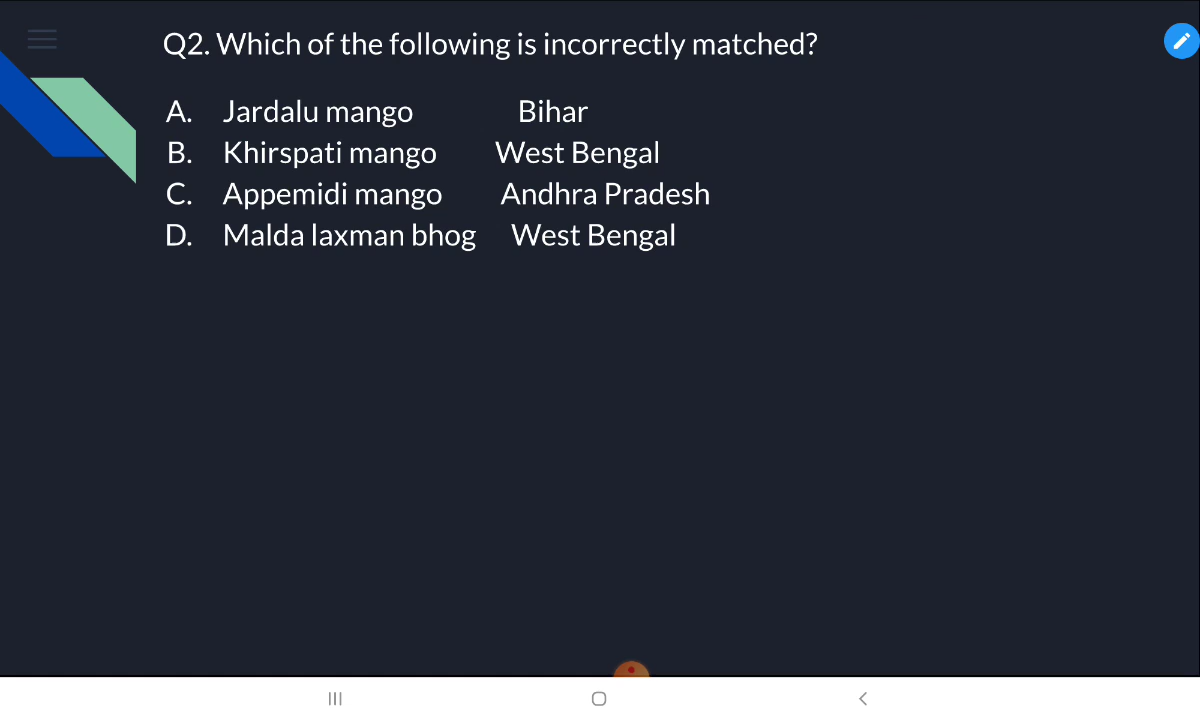 Q2. Which of the following is incorrectly matched?
A. Jardalu mango Bihar
B. Khirspati mango West Bengal
C. Appemidi mango Andhra Pradesh
D. Malda laxman bhog West Bengal